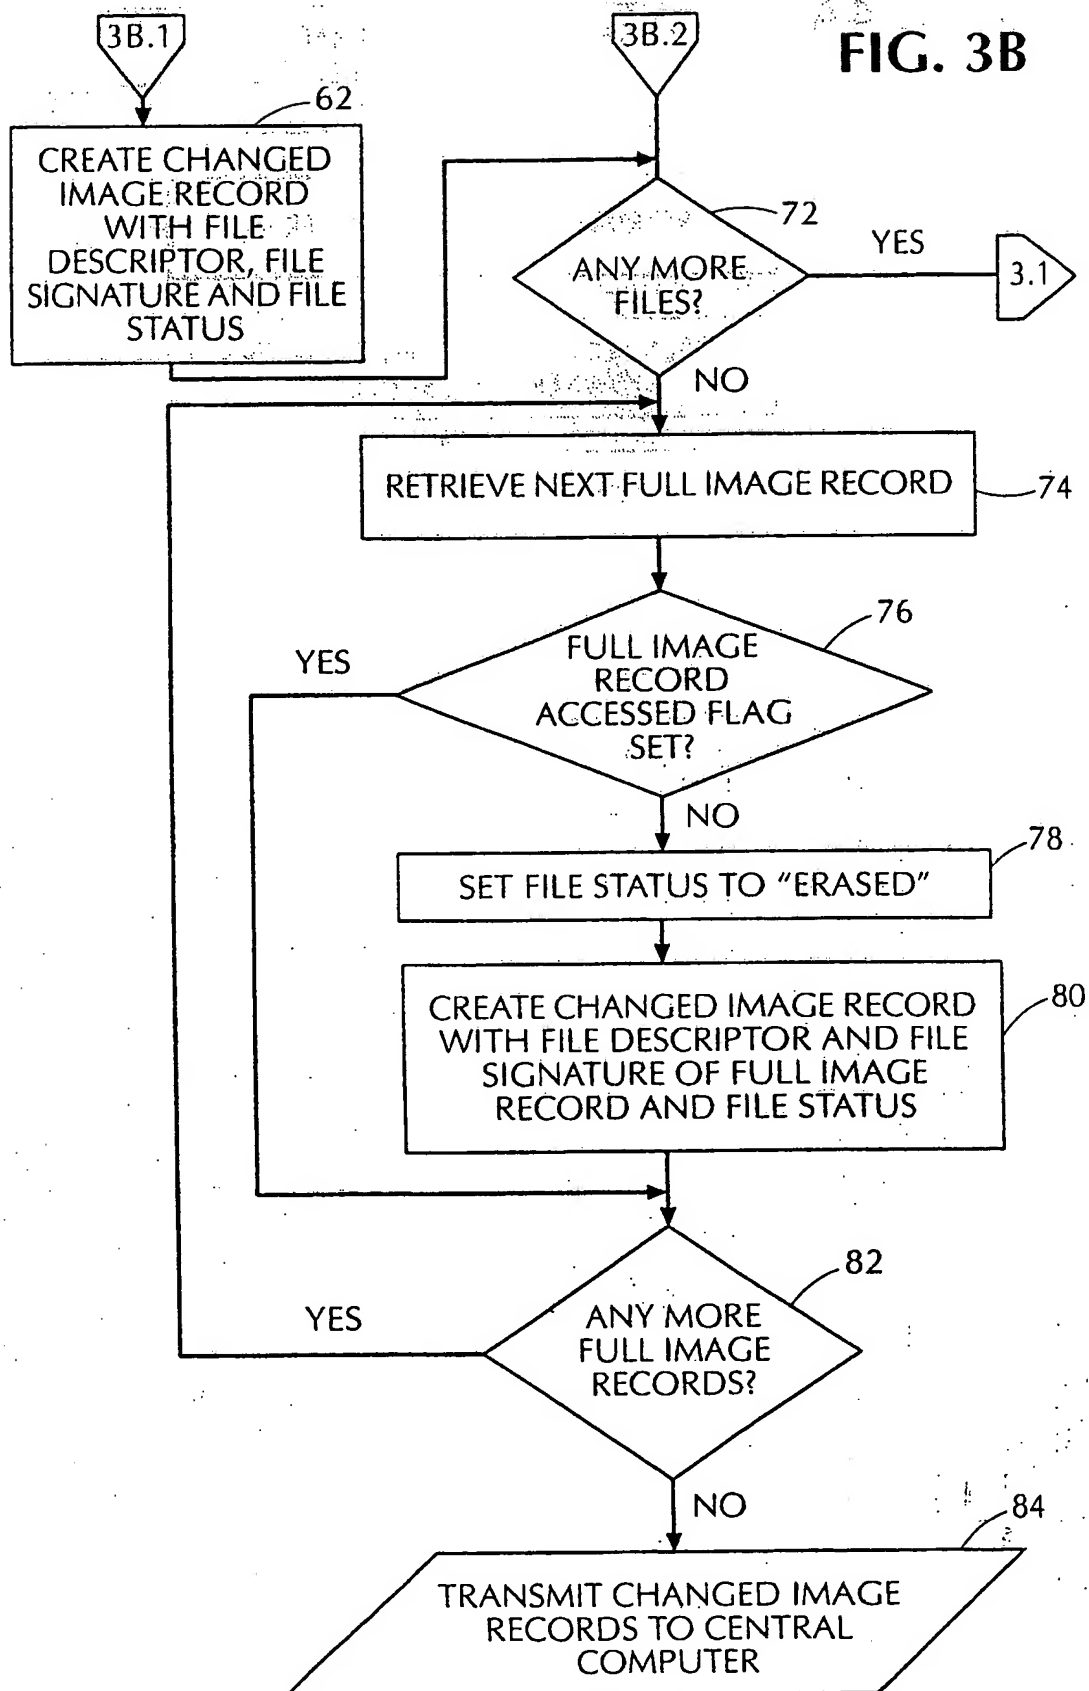 3B.1
3B.2
FIG. 3B
62
CREATE CHANGED
IMAGE RECORD
WITH FILE
DESCRIPTOR, FILE
SIGNATURE AND FILE
STATUS
72
ANY MORE
FILES?
YES
3.1
NO
RETRIEVE NEXT FULL IMAGE RECORD
74
76
FULL IMAGE
RECORD
ACCESSED FLAG
SET?
YES
NO
78
SET FILE STATUS TO "ERASED"
80
CREATE CHANGED IMAGE RECORD
WITH FILE DESCRIPTOR AND FILE
SIGNATURE OF FULL IMAGE
RECORD AND FILE STATUS
82
ANY MORE
FULL IMAGE
RECORDS?
YES
NO
84
TRANSMIT CHANGED IMAGE
RECORDS TO CENTRAL
COMPUTER